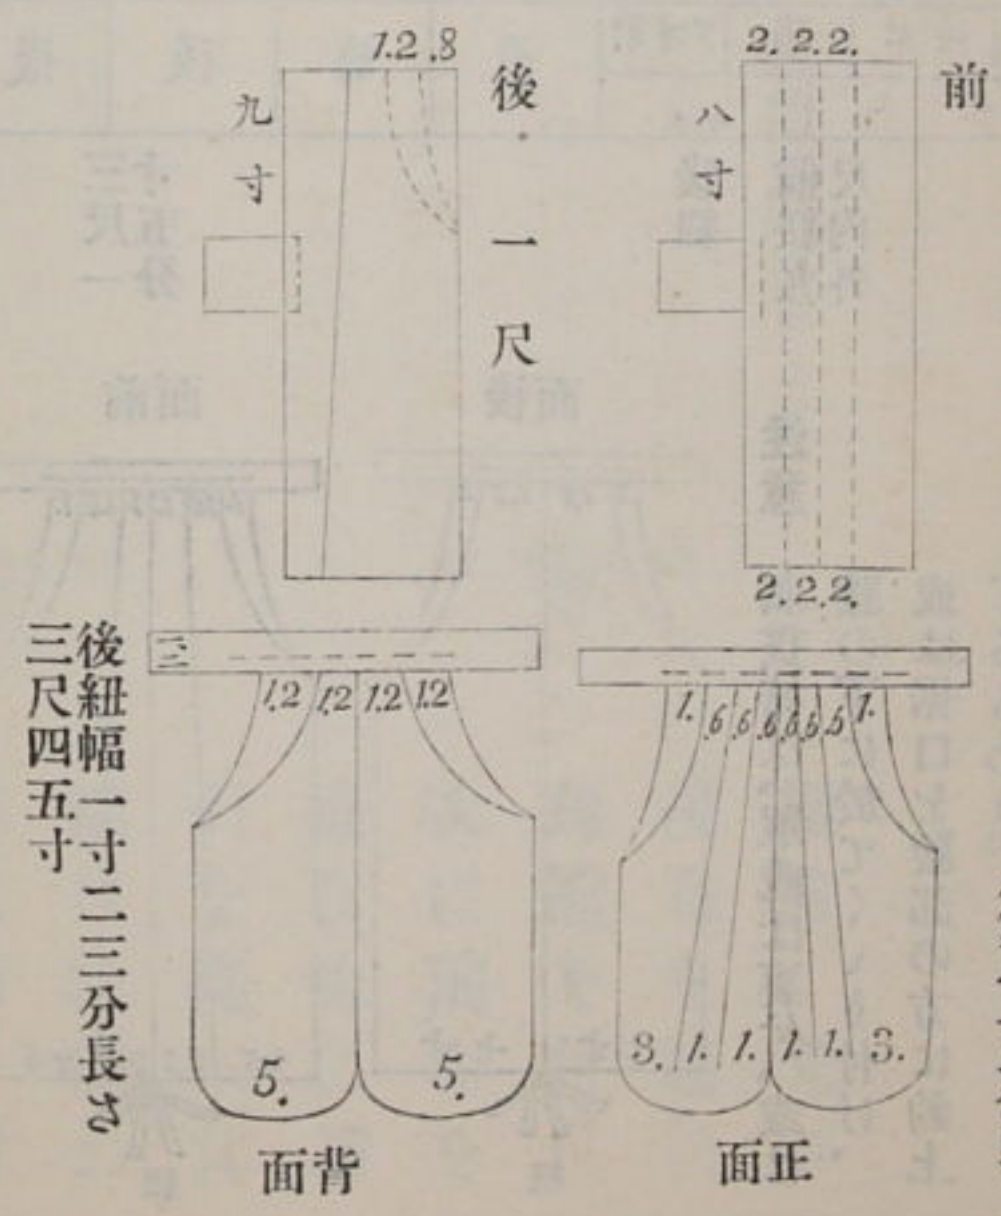 前
2. 2. 2.
八寸
2. 2. 2.
後 一尺
1.2 .8
九寸
1. .6 .6 .6 .6 .5 .5 1.
3. 1. 1. 1. 1. 3.
面正
1.2 1.2 1.2 1.2
5. 5.
面背
後紐幅一寸二三分長さ
三尺四五寸